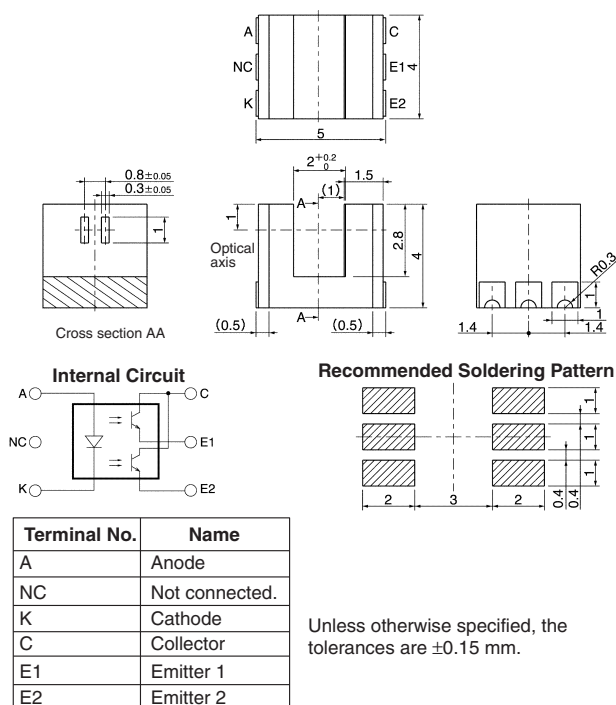 A
NC
K
C
E1
E2
4
5
0.8±0.05
0.3±0.05
1
Cross section AA
2 +0.2 0
1.5
(1)
A
1
Optical axis
2.8
4
A
(0.5)
(0.5)
R0.3
1
1
1.4
1.4
Internal Circuit
A
NC
K
C
E1
E2
Recommended Soldering Pattern
1
1
1
2
3
2
0.4
0.4
Terminal No. Name
A Anode
NC Not connected.
K Cathode
C Collector
E1 Emitter 1
E2 Emitter 2
Unless otherwise specified, the
tolerances are ±0.15 mm.